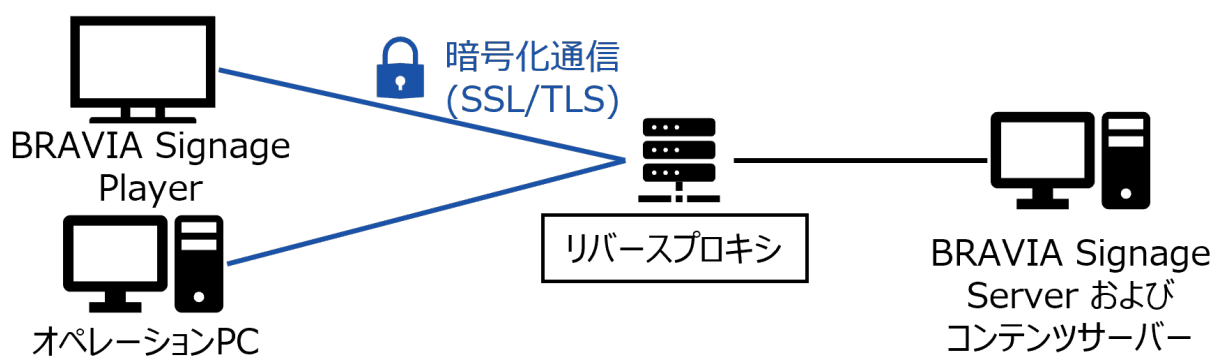 暗号化通信
(SSL/TLS)
BRAVIA Signage
Player
リバースプロキシ
オペレーションPC
BRAVIA Signage
Server および
コンテンツサーバー